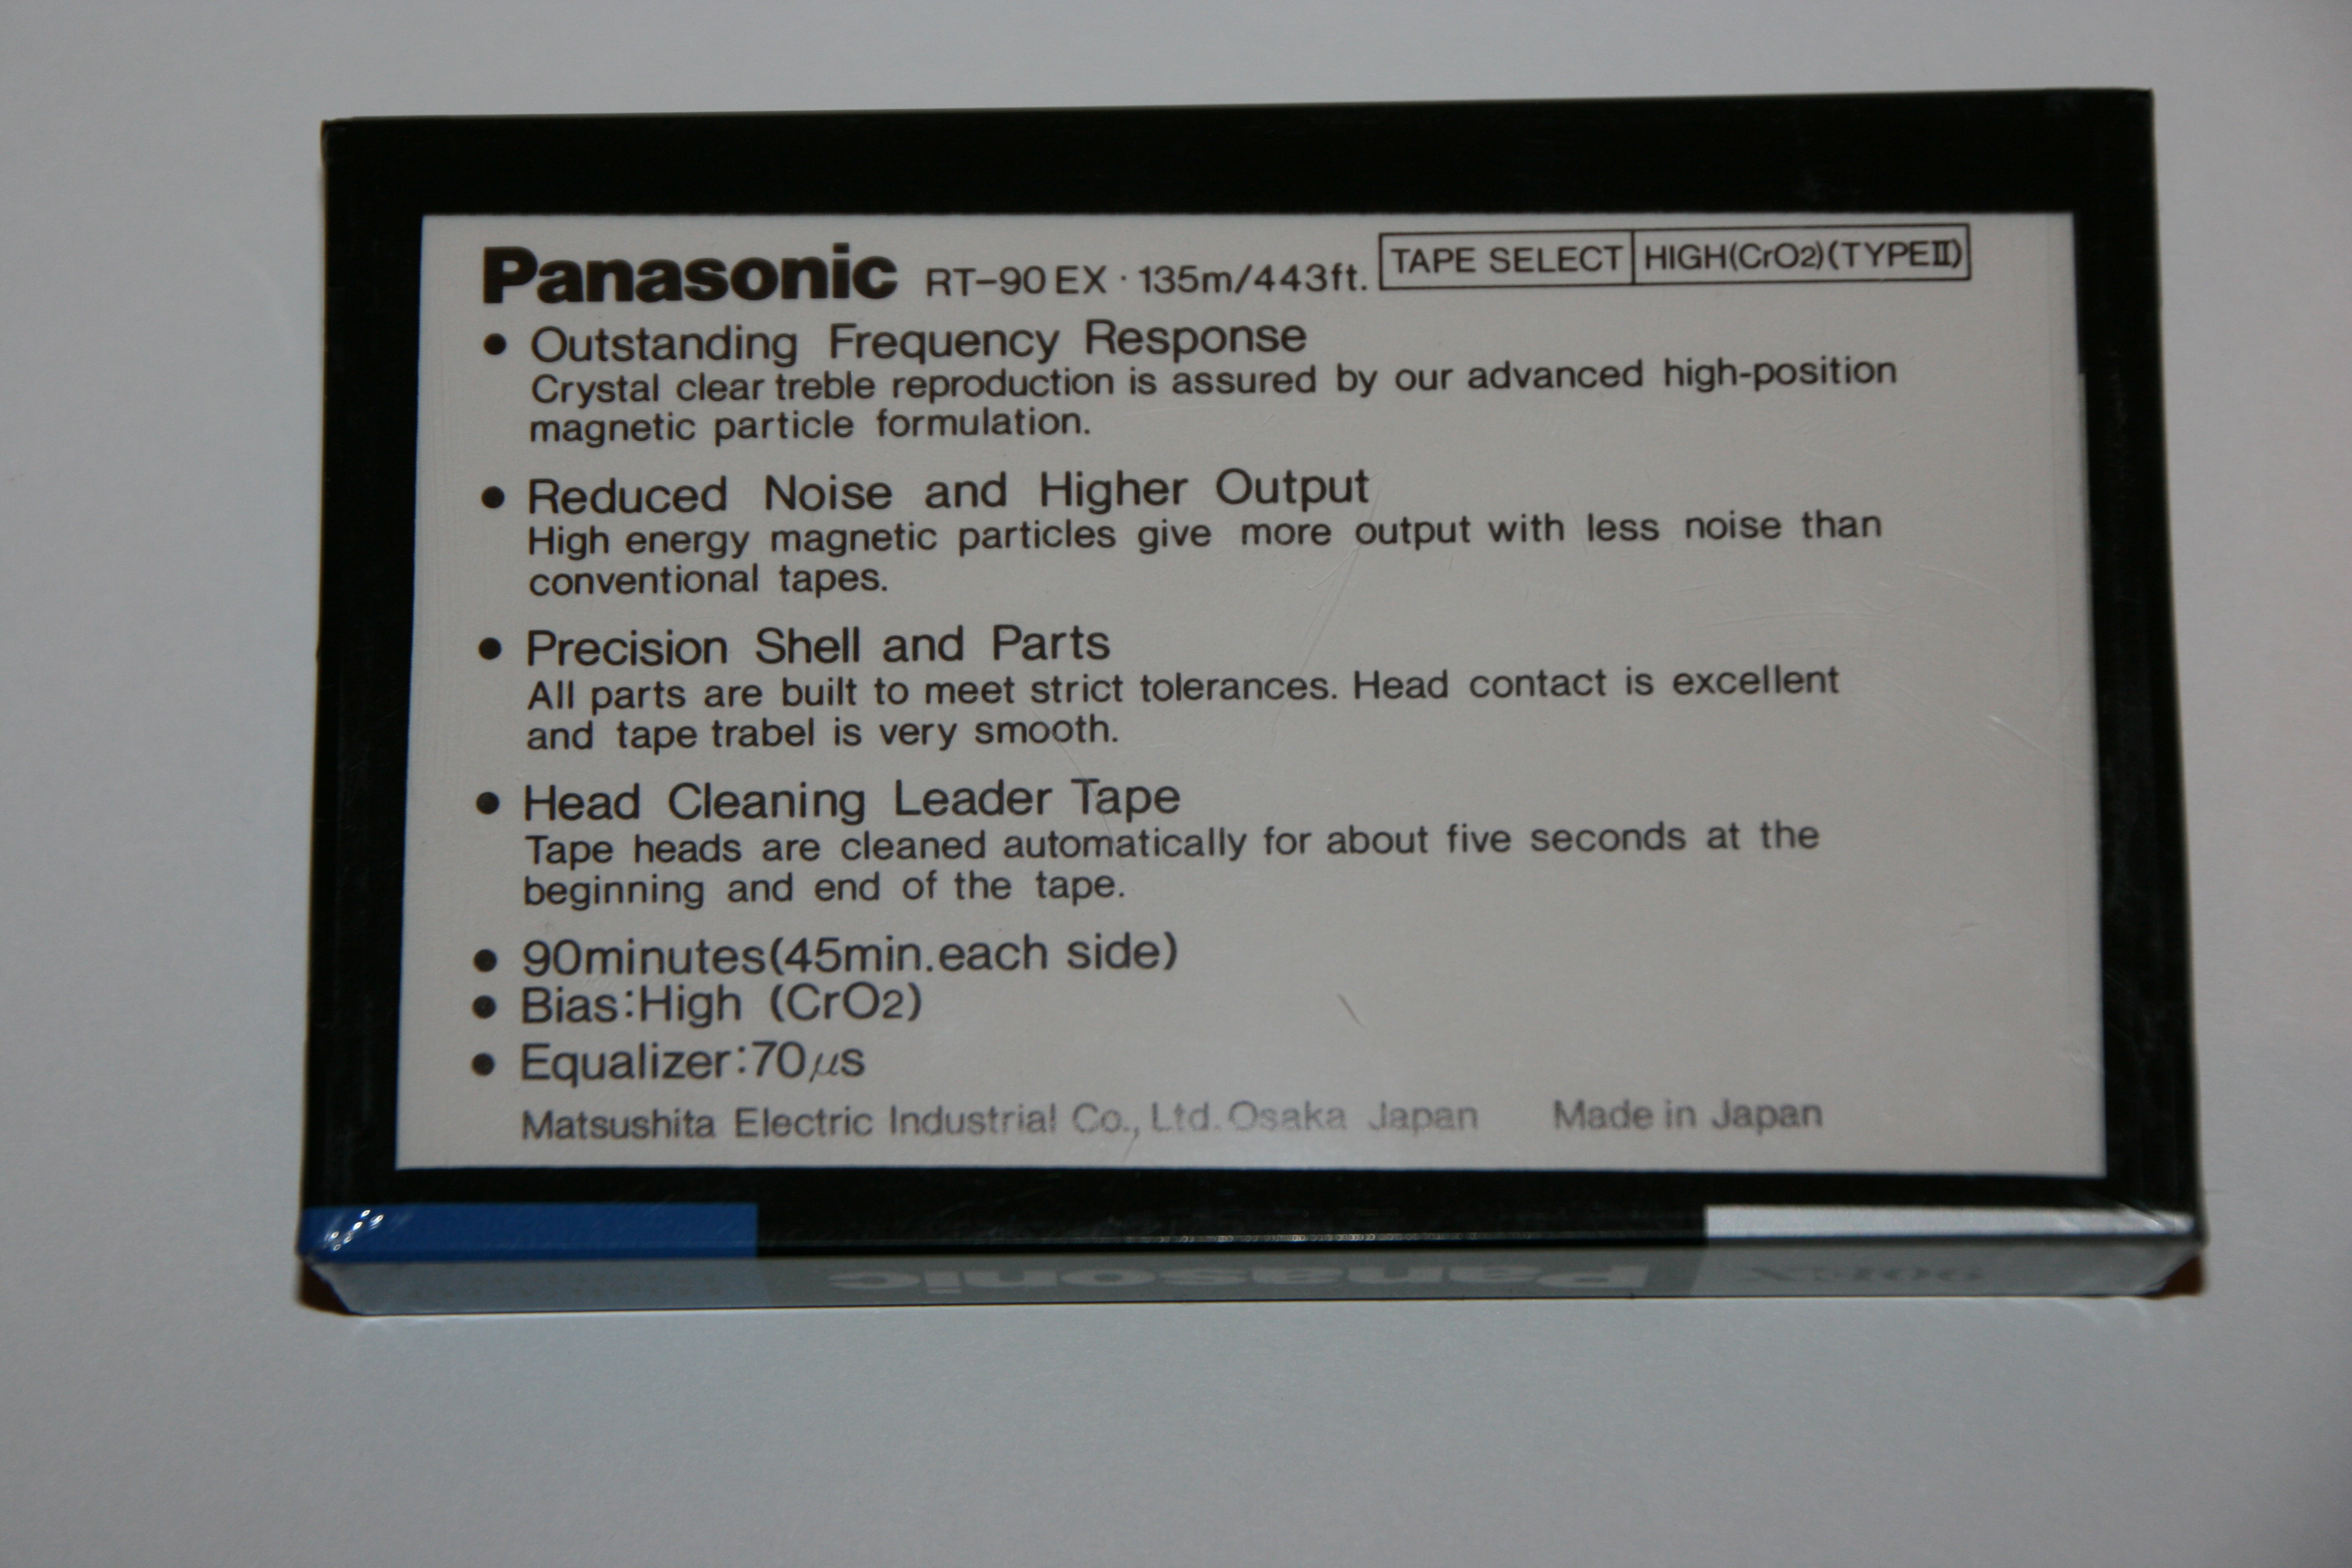 Panasonic RT-90 EX · 135m/443ft. TAPE SELECT HIGH(CrO2)(TYPEⅡ)
● Outstanding Frequency Response
Crystal clear treble reproduction is assured by our advanced high-position
magnetic particle formulation.
● Reduced Noise and Higher Output
High energy magnetic particles give more output with less noise than
conventional tapes.
● Precision Shell and Parts
All parts are built to meet strict tolerances. Head contact is excellent
and tape trabel is very smooth.
● Head Cleaning Leader Tape
Tape heads are cleaned automatically for about five seconds at the
beginning and end of the tape.
● 90minutes(45min.each side)
● Bias:High (CrO2)
● Equalizer:70μs
Matsushita Electric Industrial Co., Ltd. Osaka Japan Made in Japan
Panasonic 90EX